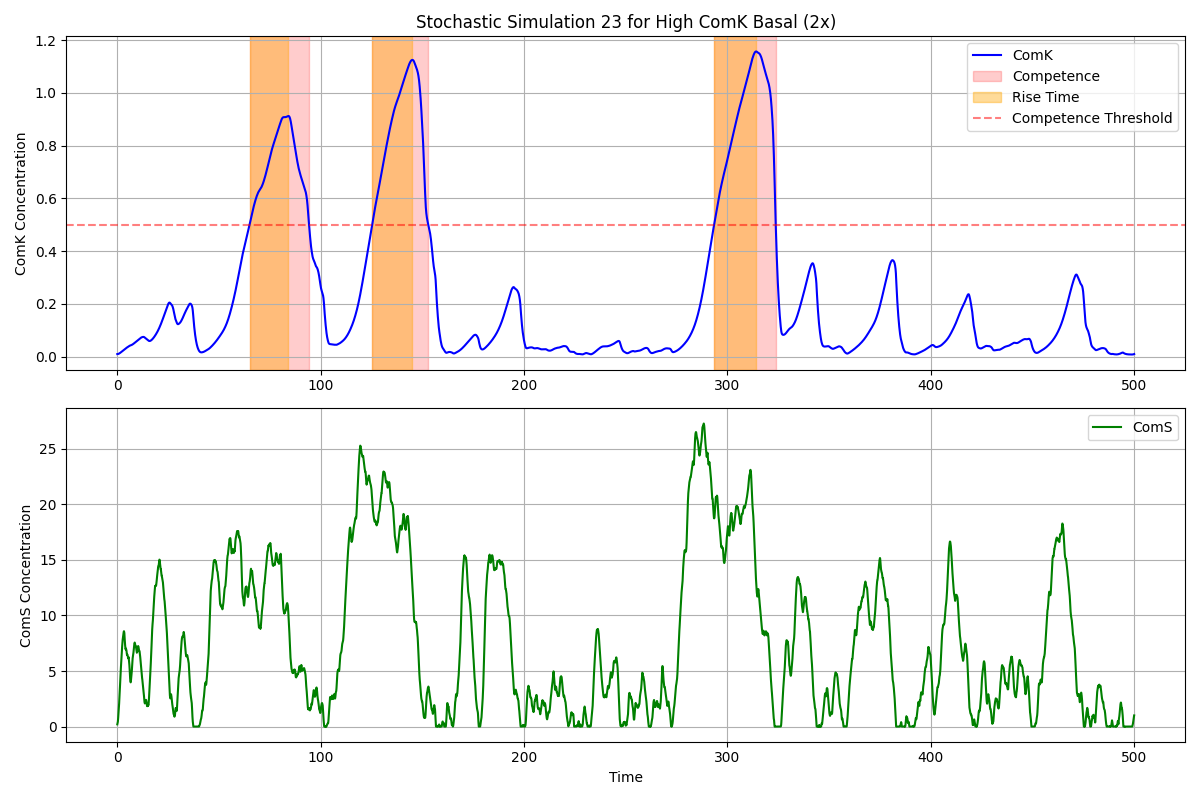 Stochastic Simulation 23 for High ComK Basal (2x)
ComK Concentration
1.2
1.0
0.8
0.6
0.4
0.2
0.0
ComK
Competence
Rise Time
Competence Threshold
0 100 200 300 400 500
ComS Concentration
25
20
15
10
5
0
ComS
0 100 200 300 400 500
Time